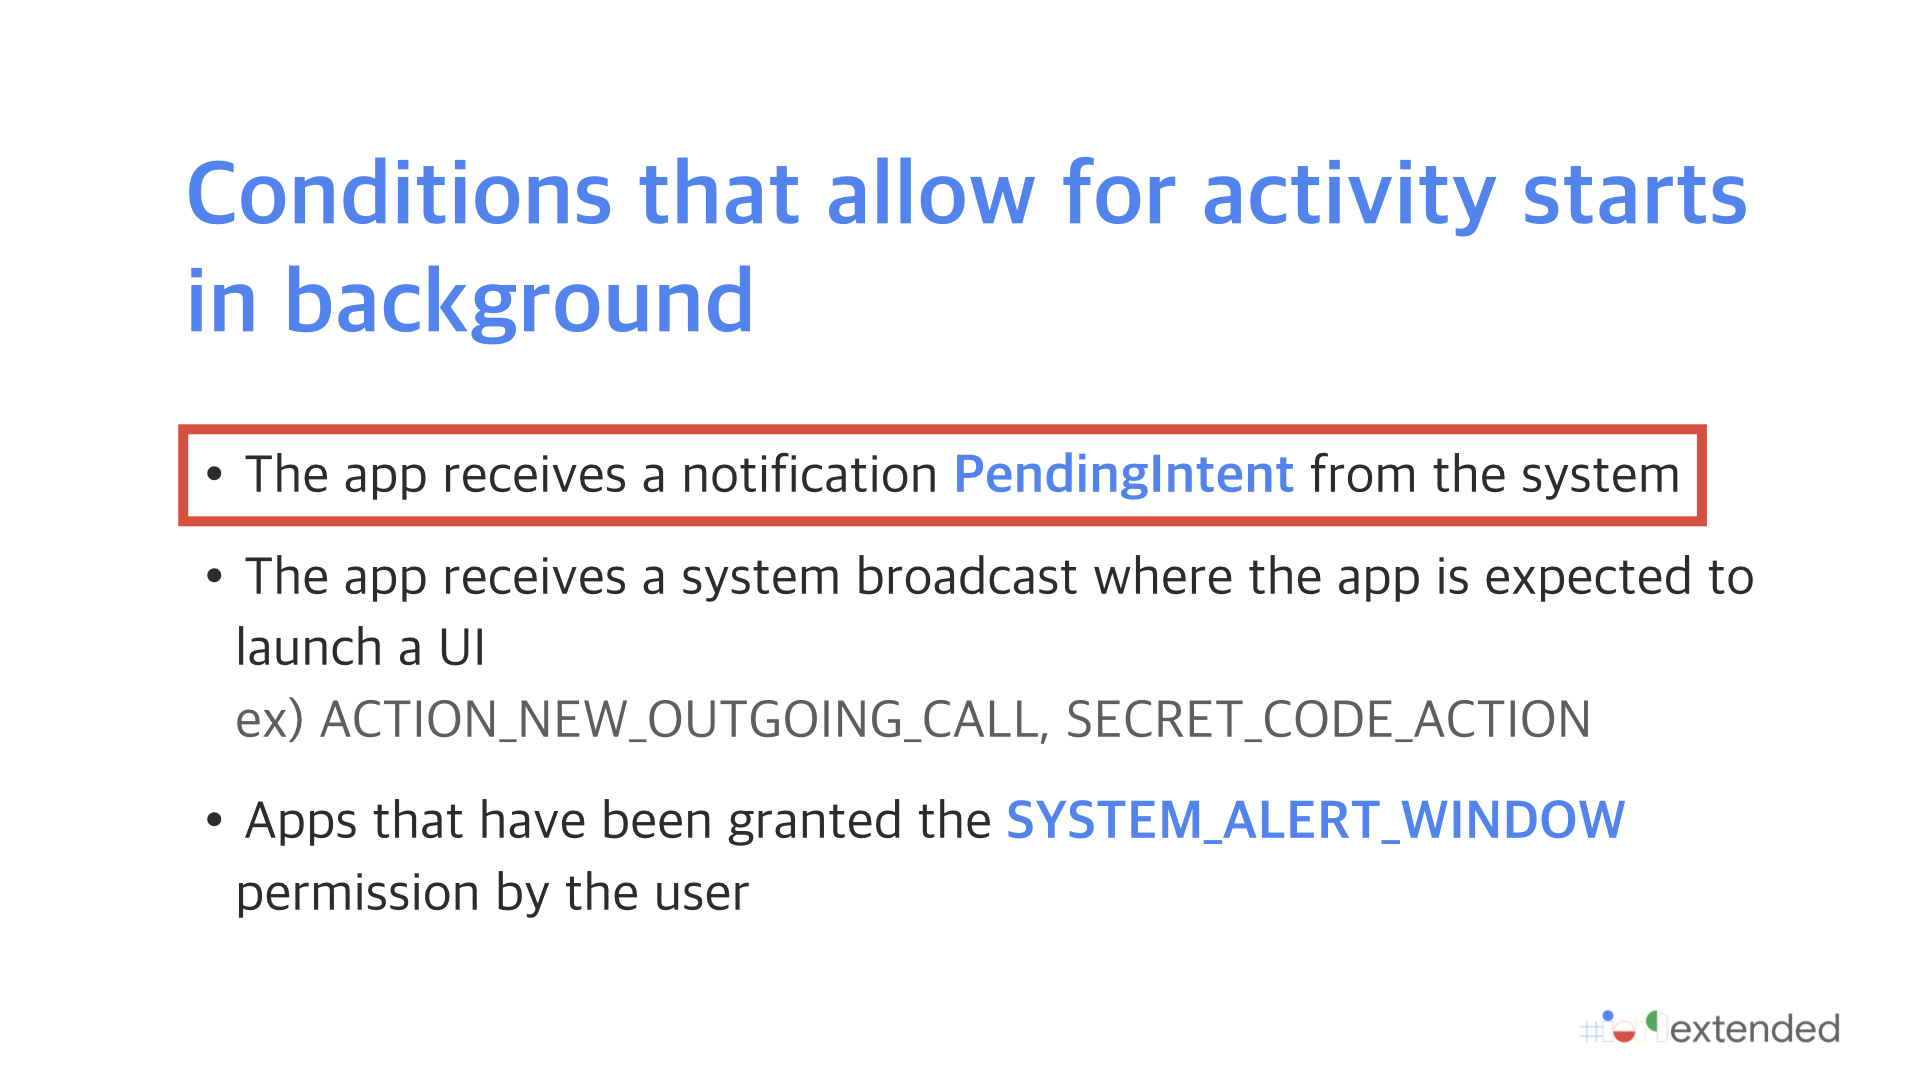 Conditions that allow for activity starts
in background
• The app receives a notification PendingIntent from the system
• The app receives a system broadcast where the app is expected to
launch a UI
ex) ACTION_NEW_OUTGOING_CALL, SECRET_CODE_ACTION
• Apps that have been granted the SYSTEM_ALERT_WINDOW
permission by the user
#io19extended